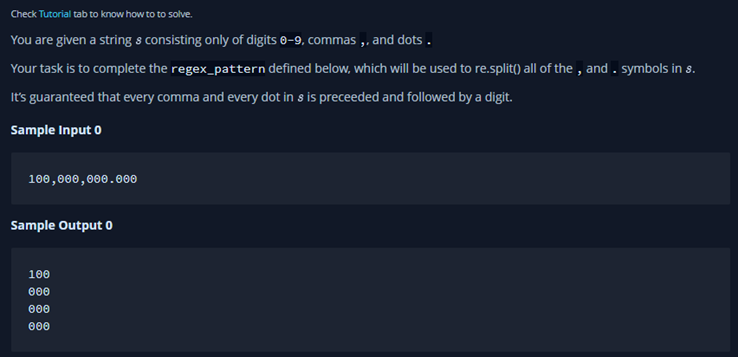 Check Tutorial tab to know how to to solve.
You are given a string s consisting only of digits 0-9, commas ,, and dots .
Your task is to complete the regex_pattern defined below, which will be used to re.split() all of the , and . symbols in s.
It's guaranteed that every comma and every dot in s is preceeded and followed by a digit.
Sample Input 0
100,000,000.000
Sample Output 0
100
000
000
000